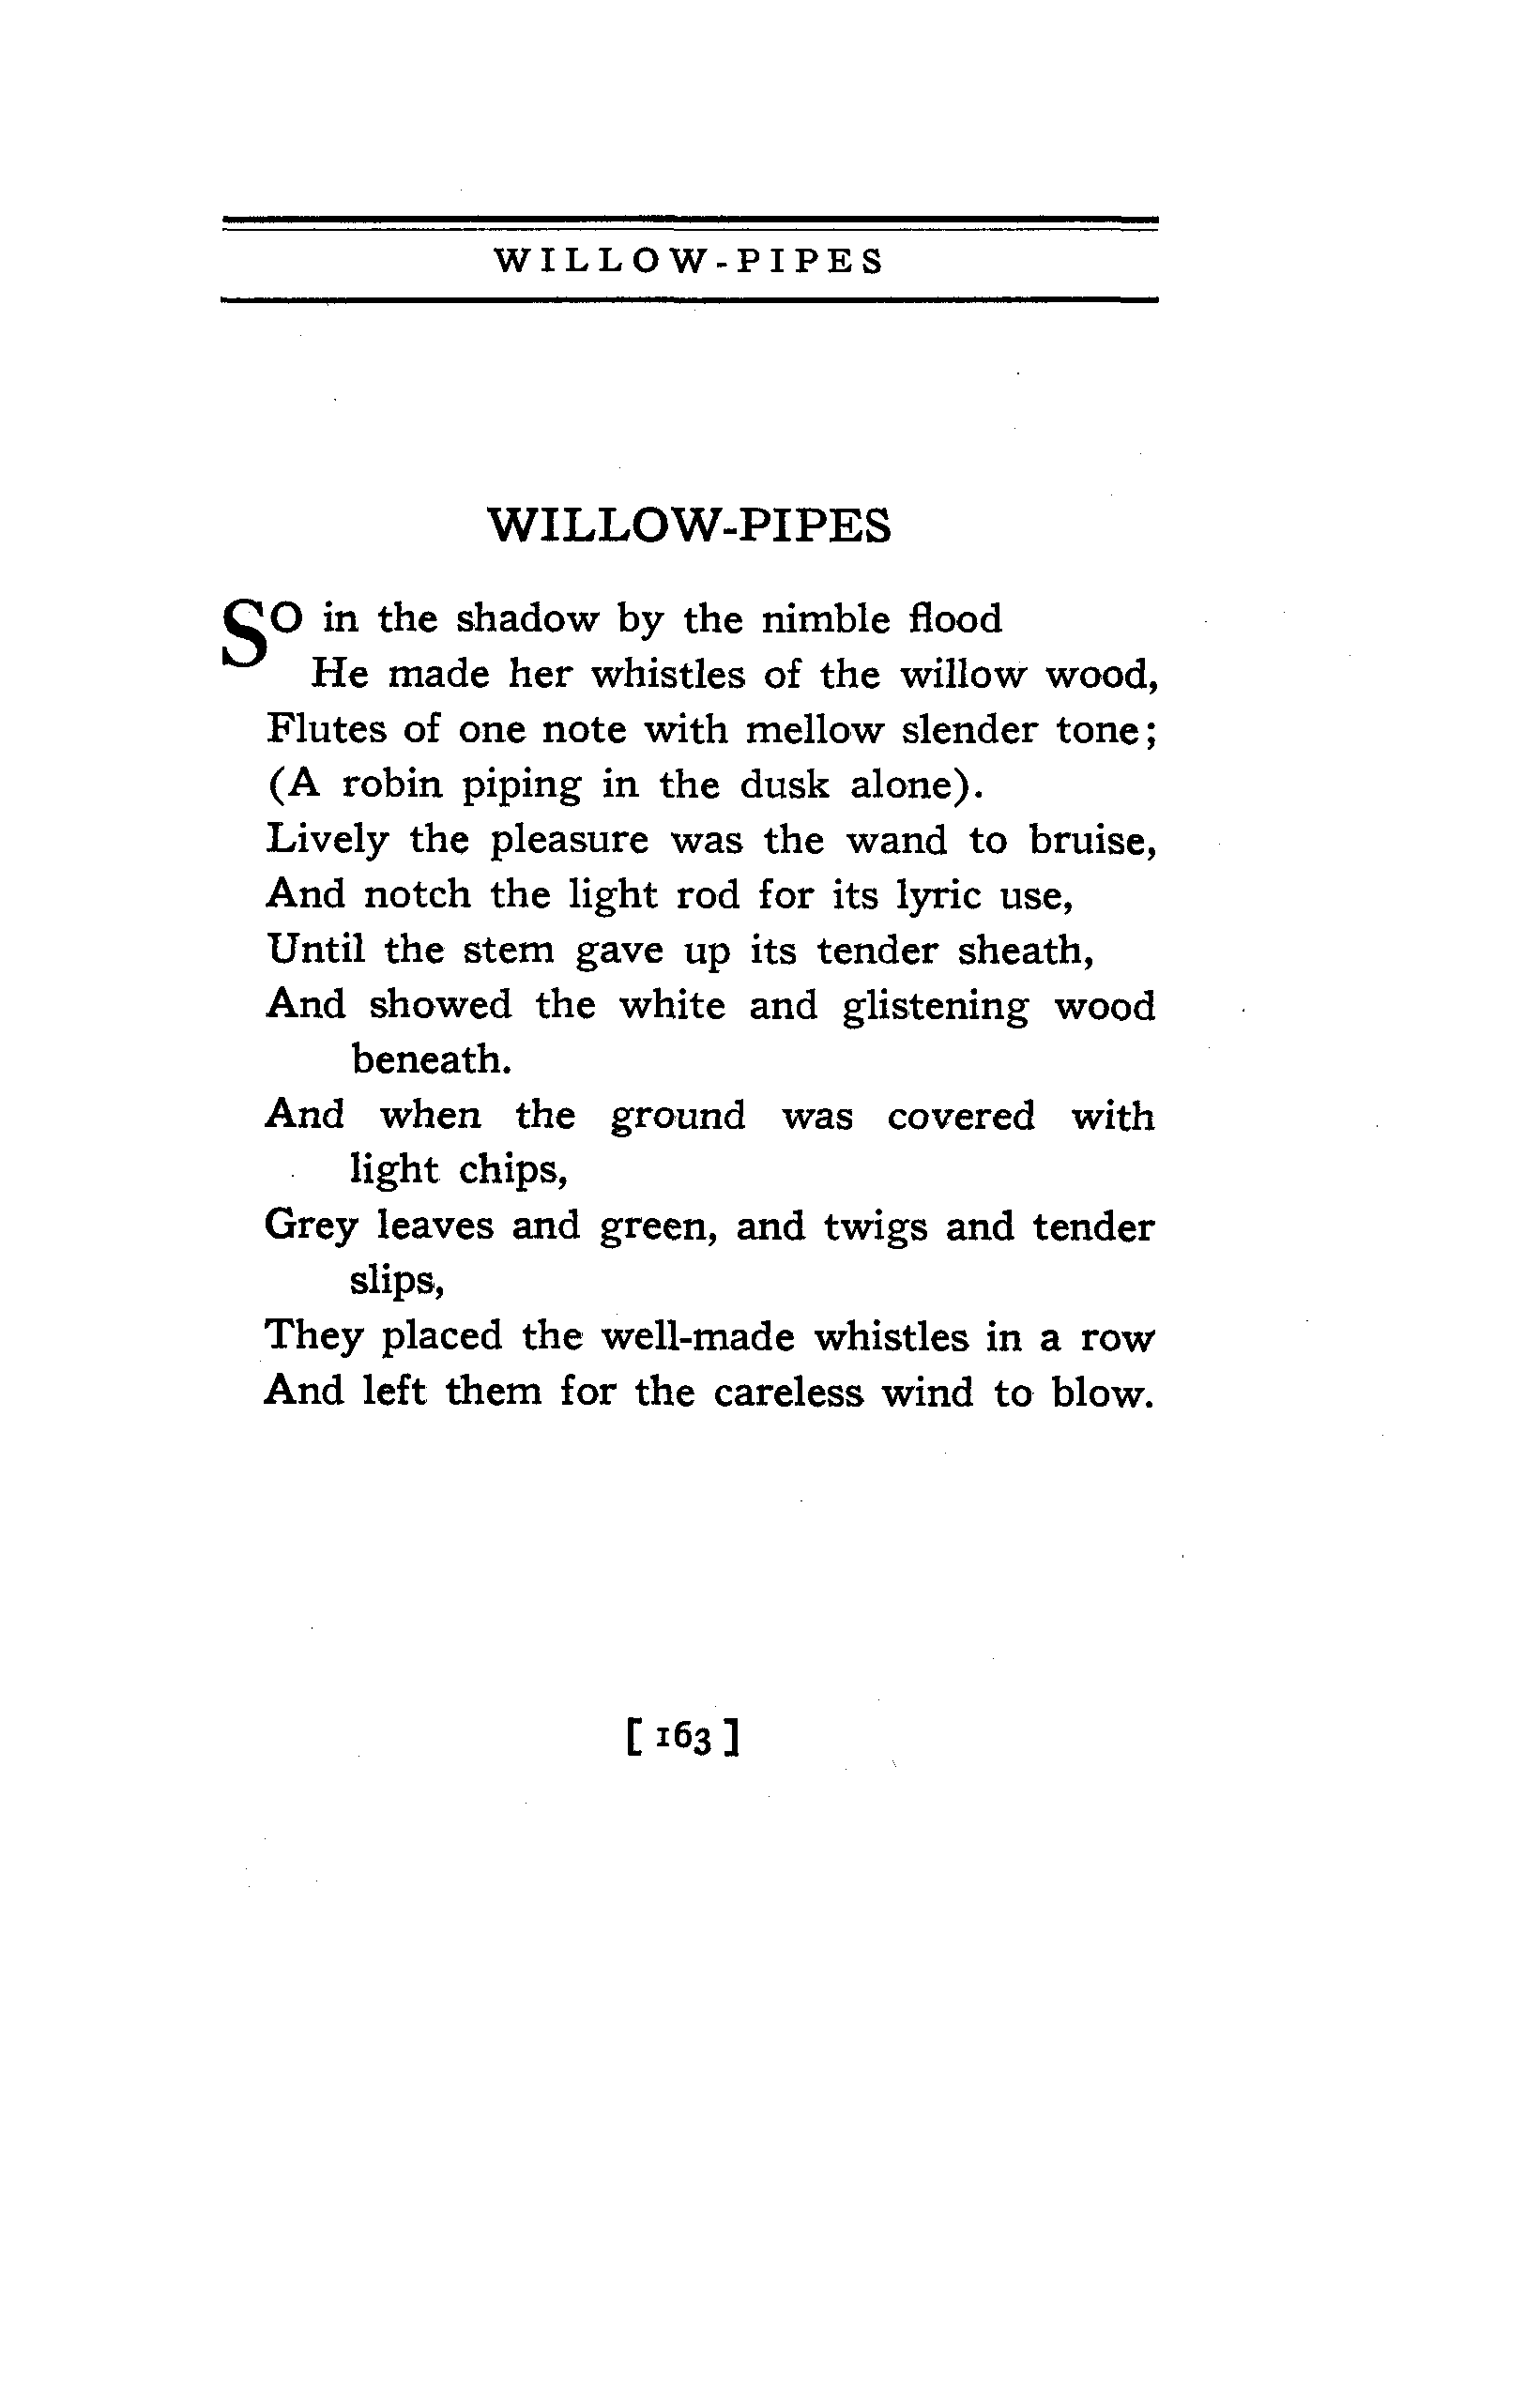 WILLOW-PIPES
WILLOW-PIPES
SO in the shadow by the nimble flood
He made her whistles of the willow wood,
Flutes of one note with mellow slender tone;
(A robin piping in the dusk alone).
Lively the pleasure was the wand to bruise,
And notch the light rod for its lyric use,
Until the stem gave up its tender sheath,
And showed the white and glistening wood
beneath.
And when the ground was covered with
light chips,
Grey leaves and green, and twigs and tender
slips,
They placed the well-made whistles in a row
And left them for the careless wind to blow.
[ 163 ]